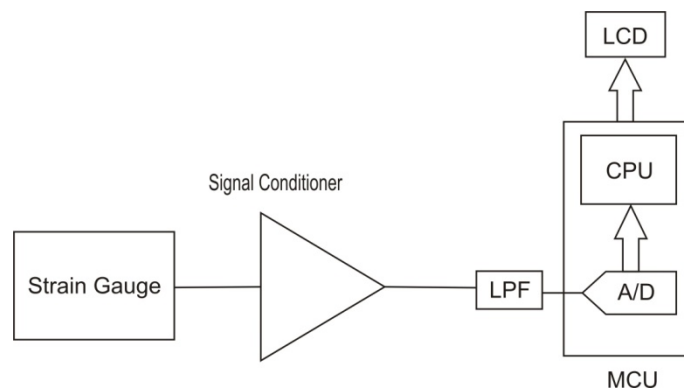 LCD
CPU
Signal Conditioner
Strain Gauge
LPF
A/D
MCU